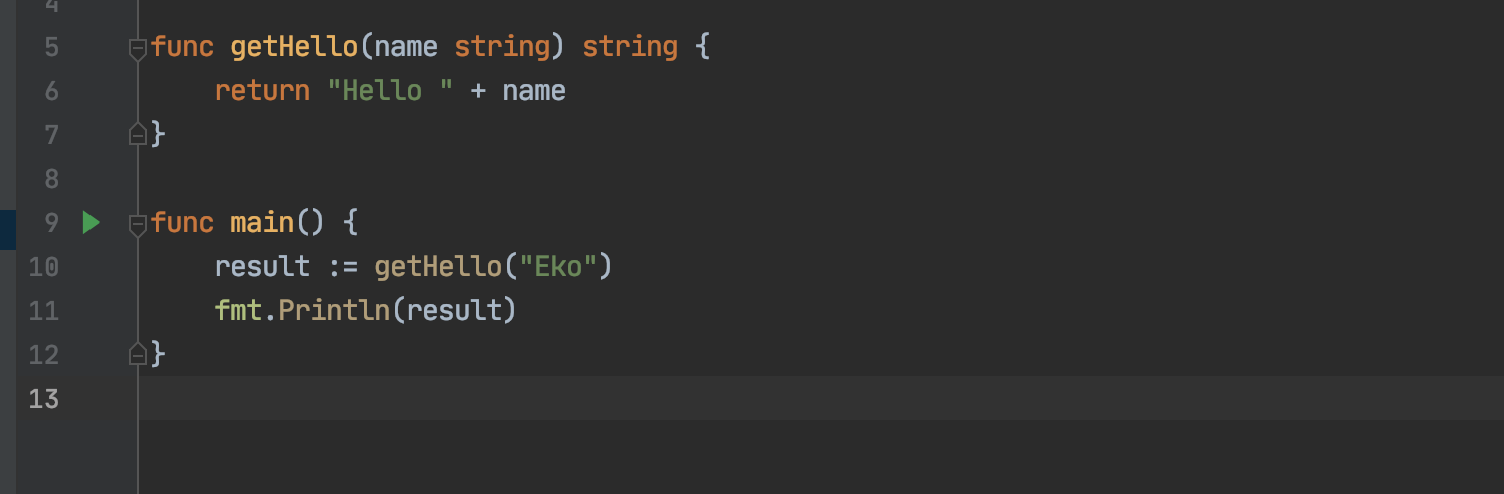 4
5 func getHello(name string) string {
6     return "Hello " + name
7 }
8
9 func main() {
10     result := getHello("Eko")
11     fmt.Println(result)
12 }
13